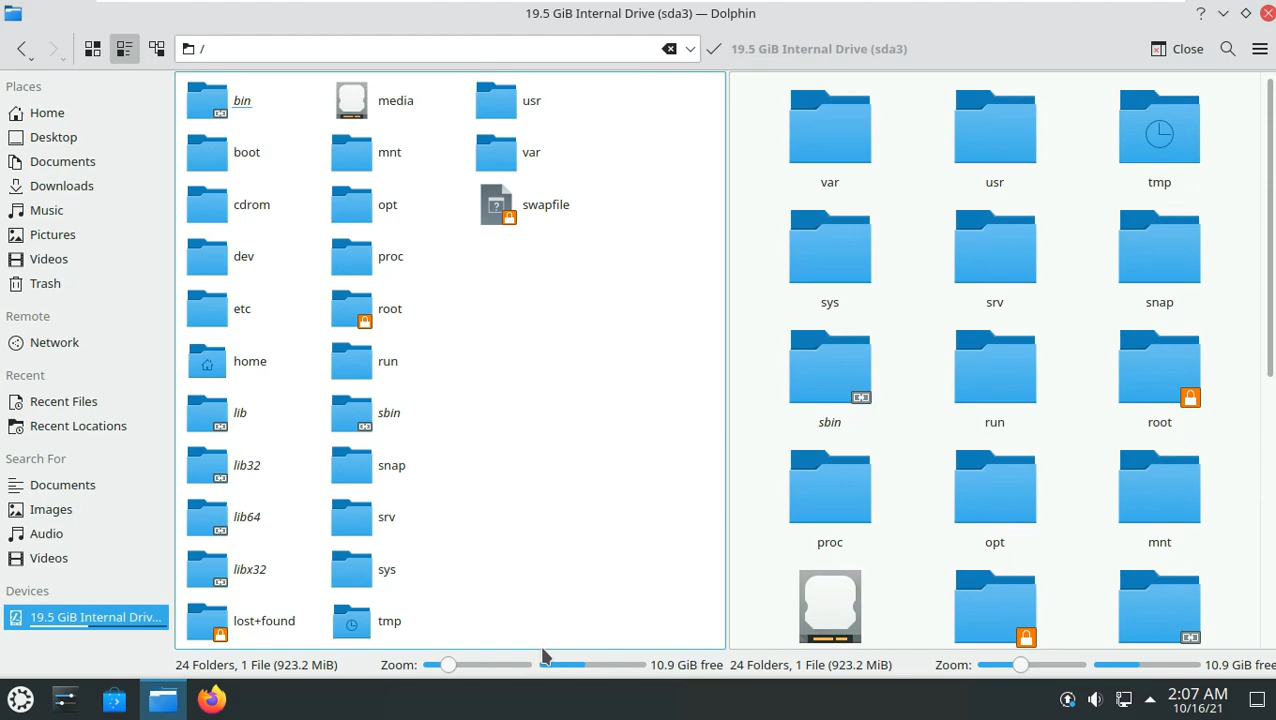 19.5 GiB Internal Drive (sda3) — Dolphin
/
19.5 GiB Internal Drive (sda3)
Close
Places
Home
Desktop
Documents
Downloads
Music
Pictures
Videos
Trash
Remote
Network
Recent
Recent Files
Recent Locations
Search For
Documents
Images
Audio
Videos
Devices
19.5 GiB Internal Driv...
bin
boot
cdrom
dev
etc
home
lib
lib32
lib64
libx32
lost+found
media
mnt
opt
proc
root
run
sbin
snap
srv
sys
tmp
usr
var
swapfile
24 Folders, 1 File (923.2 MiB)
Zoom:
10.9 GiB free
var usr tmp
sys srv snap
sbin run root
proc opt mnt
24 Folders, 1 File (923.2 MiB)
Zoom:
10.9 GiB free
2:07 AM
10/16/21